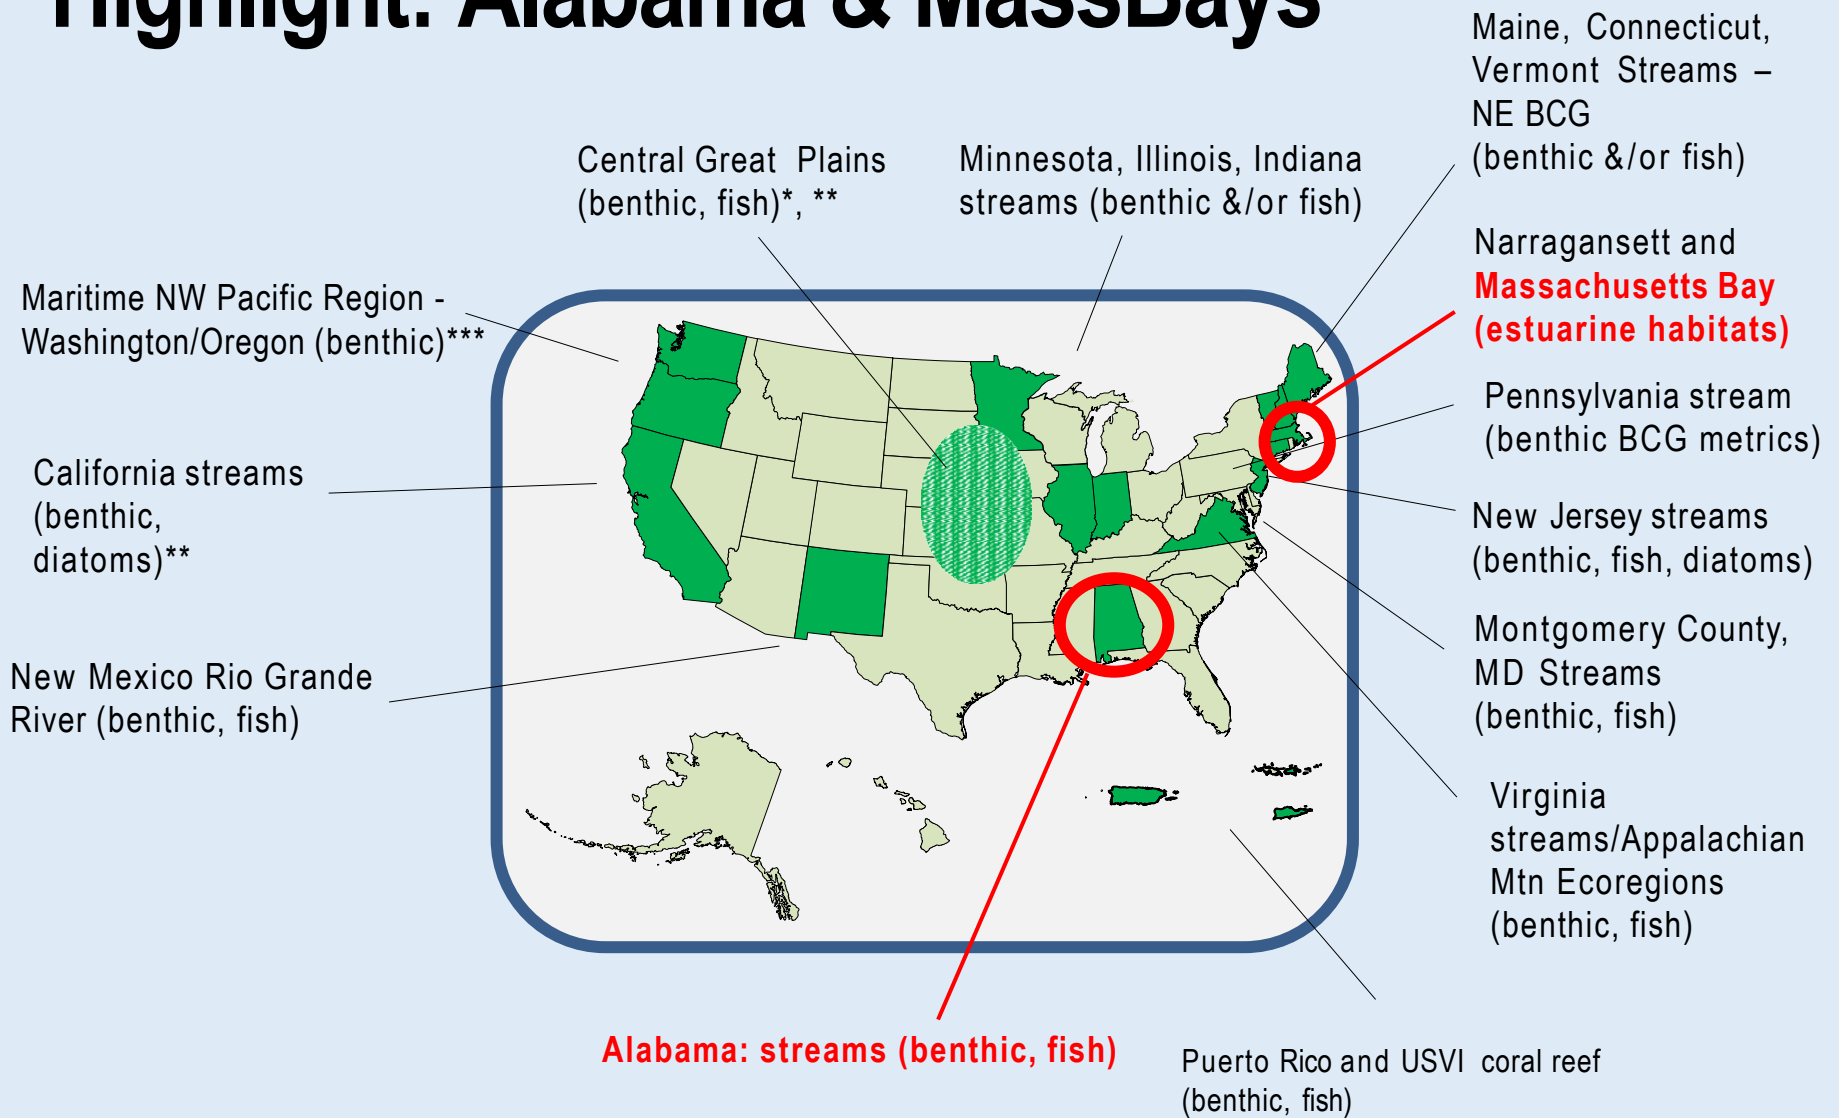 Highlight: Alabama & MassBays
Maine, Connecticut,
Vermont Streams –
NE BCG
(benthic &/or fish)
Central Great Plains
(benthic, fish)*, **
Minnesota, Illinois, Indiana
streams (benthic &/or fish)
Narragansett and
Massachusetts Bay
(estuarine habitats)
Maritime NW Pacific Region -
Washington/Oregon (benthic)***
Pennsylvania stream
(benthic BCG metrics)
California streams
(benthic,
diatoms)**
New Jersey streams
(benthic, fish, diatoms)
Montgomery County,
MD Streams
(benthic, fish)
New Mexico Rio Grande
River (benthic, fish)
Virginia
streams/Appalachian
Mtn Ecoregions
(benthic, fish)
Alabama: streams (benthic, fish)
Puerto Rico and USVI coral reef
(benthic, fish)